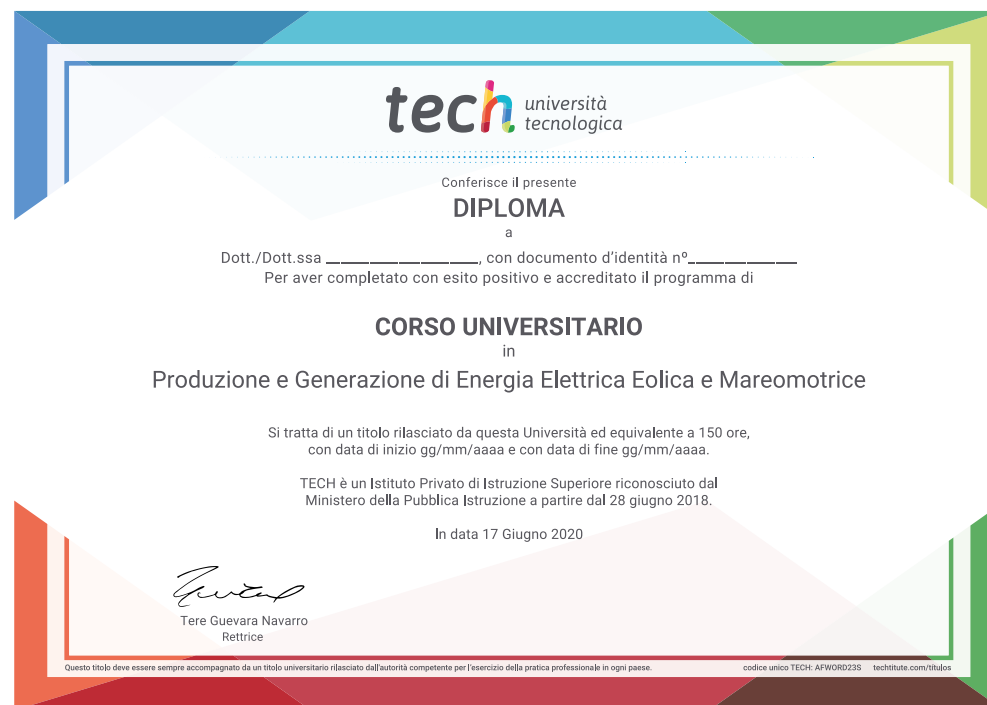 tech università
tecnologica
Conferisce il presente
DIPLOMA
a
Dott./Dott.ssa ___________________, con documento d'identità nº______________
Per aver completato con esito positivo e accreditato il programma di
CORSO UNIVERSITARIO
in
Produzione e Generazione di Energia Elettrica Eolica e Mareomotrice
Si tratta di un titolo rilasciato da questa Università ed equivalente a 150 ore,
con data di inizio gg/mm/aaaa e con data di fine gg/mm/aaaa.
TECH è un Istituto Privato di Istruzione Superiore riconosciuto dal
Ministero della Pubblica Istruzione a partire dal 28 giugno 2018.
In data 17 Giugno 2020
Tere Guevara Navarro
Rettrice
Questo titolo deve essere sempre accompagnato da un titolo universitario rilasciato dall'autorità competente per l'esercizio della pratica professionale in ogni paese. codice unico TECH: AFWORD23S techtitute.com/titulos